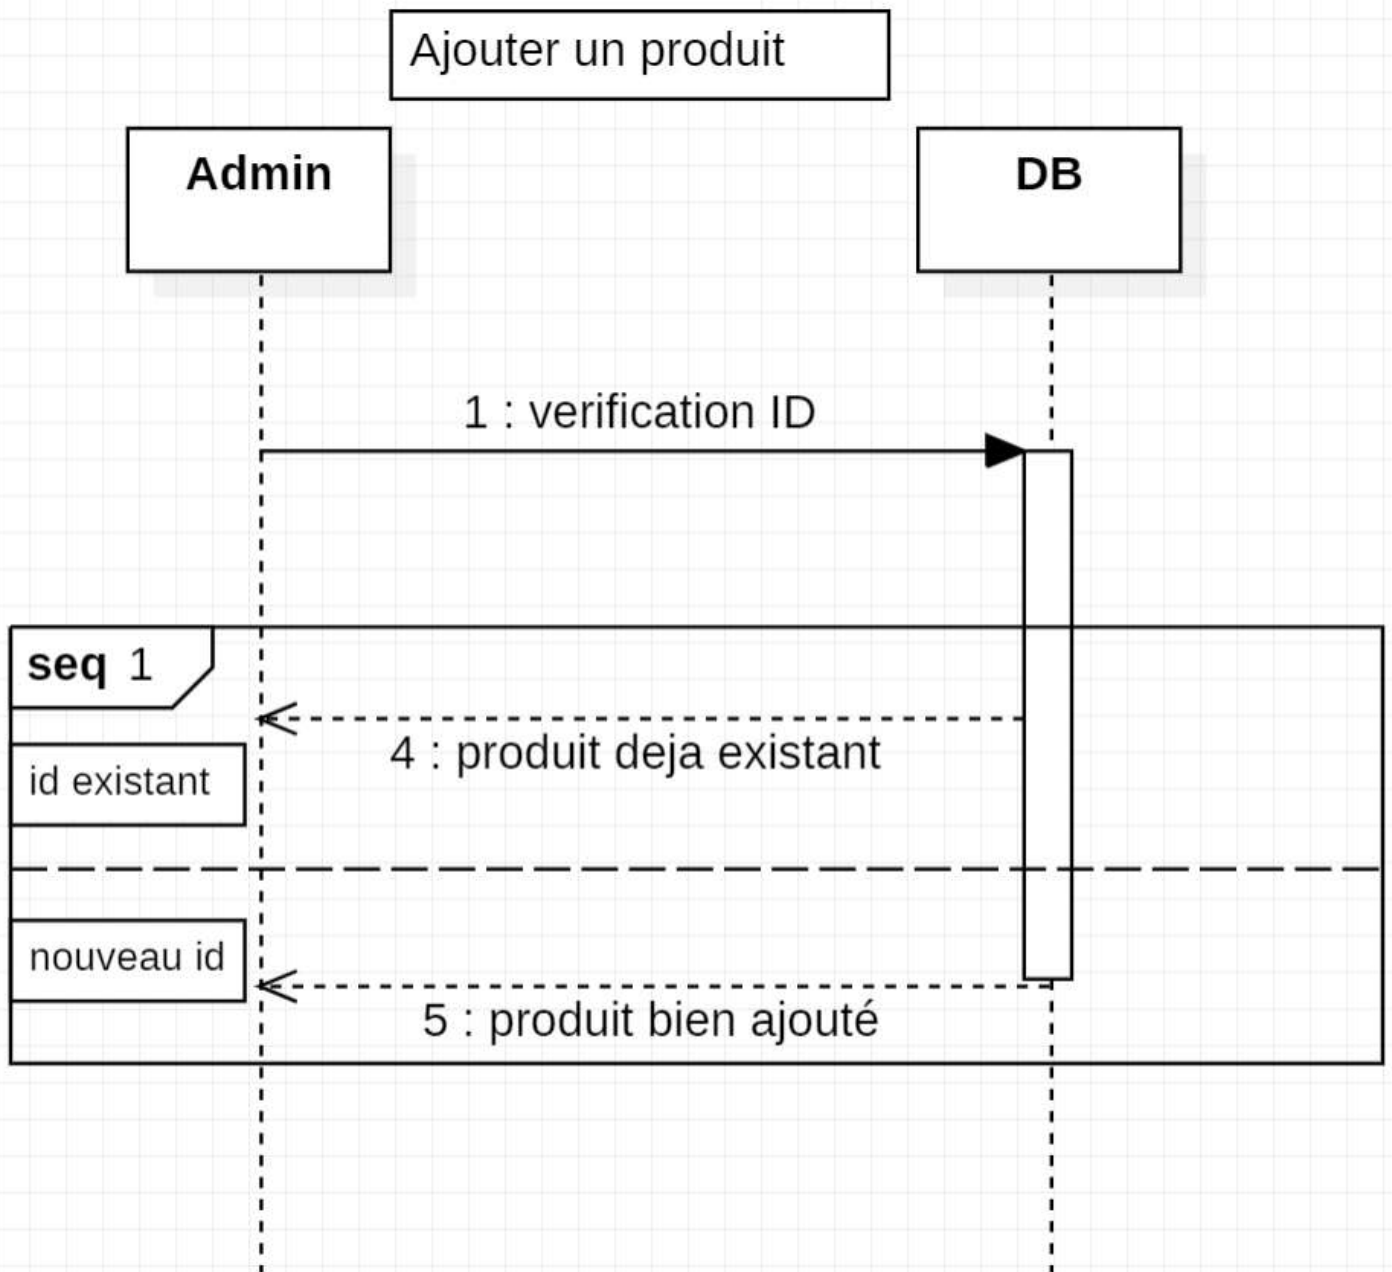 Ajouter un produit
Admin
DB
1 : verification ID
seq 1
4 : produit deja existant
id existant
nouveau id
5 : produit bien ajouté